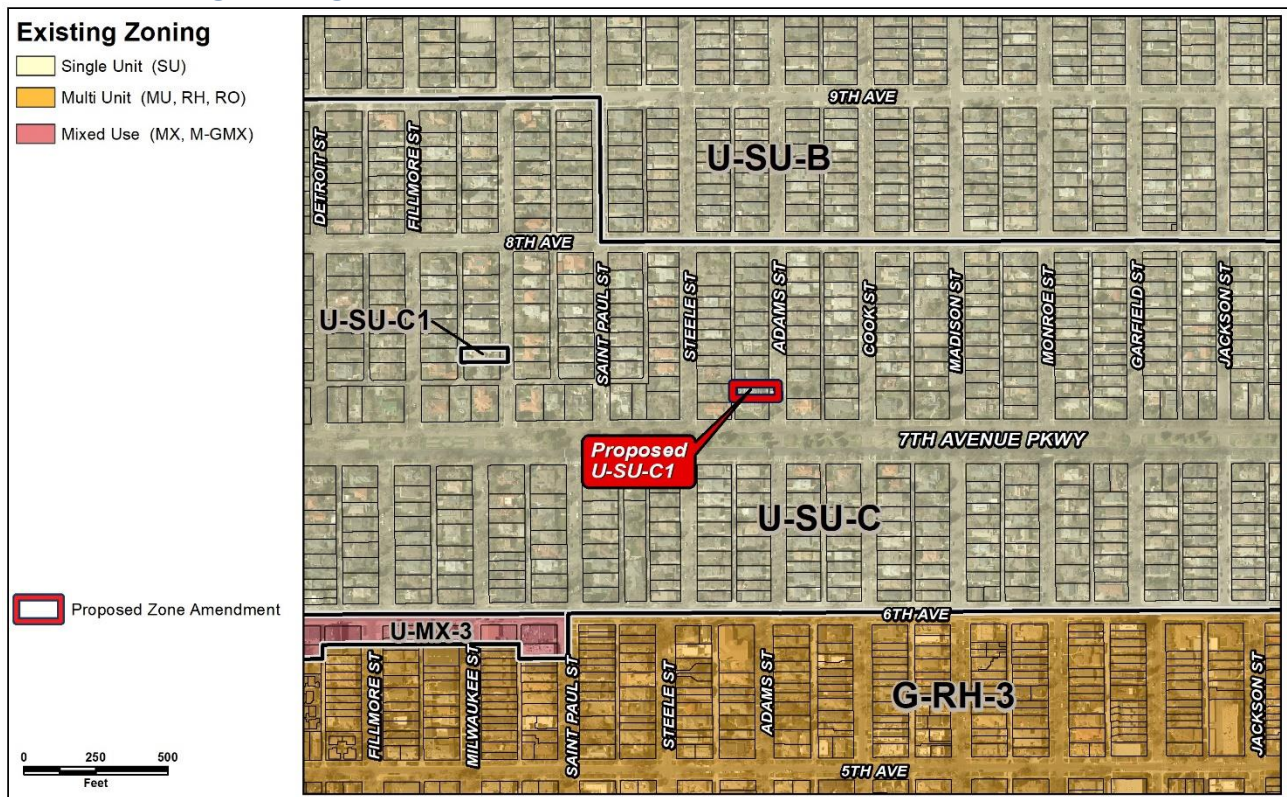 Existing Zoning
Single Unit (SU)
Multi Unit (MU, RH, RO)
Mixed Use (MX, M-GMX)
Proposed Zone Amendment
0 250 500
Feet
9TH AVE
U-SU-B
DETROIT ST
FILLMORE ST
8TH AVE
U-SU-C1
SAINT PAUL ST
STEELE ST
ADAMS ST
COOK ST
MADISON ST
MONROE ST
GARFIELD ST
JACKSON ST
7TH AVENUE PKWY
Proposed
U-SU-C1
U-SU-C
6TH AVE
U-MX-3
FILLMORE ST
MILWAUKEE ST
SAINT PAUL ST
STEELE ST
ADAMS ST
G-RH-3
JACKSON ST
5TH AVE